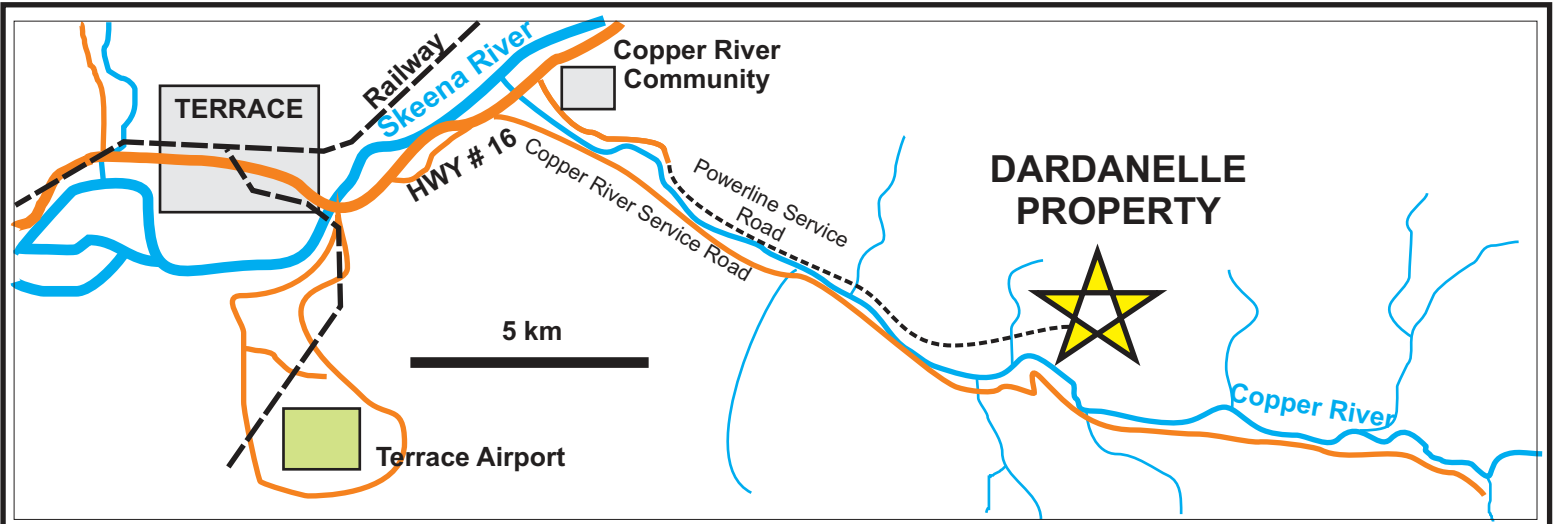 TERRACE
Railway
Skeena River
HWY # 16
Copper River
Community
Copper River Service Road
Powerline Service
Road
DARDANELLE
PROPERTY
5 km
Terrace Airport
Copper River